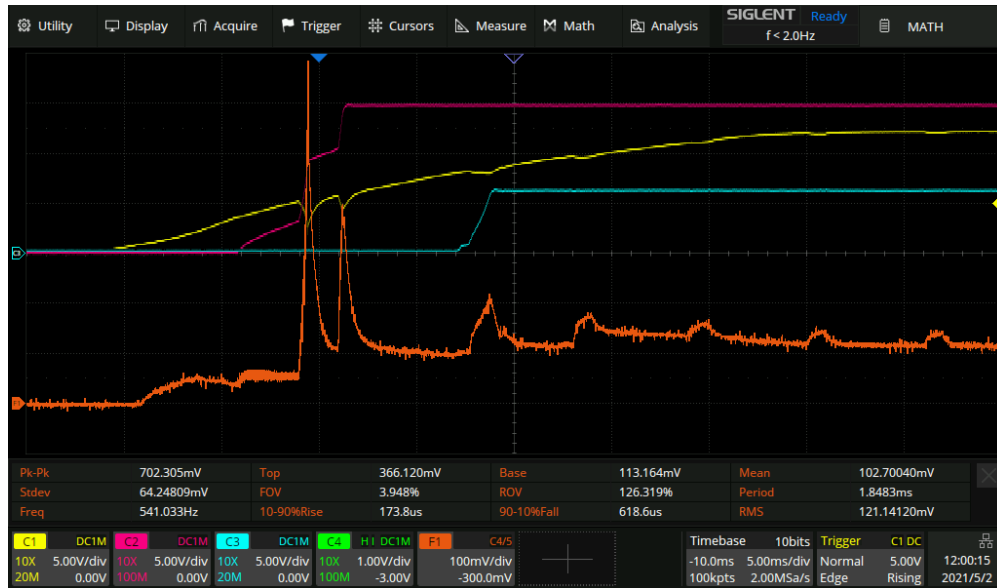 Utility Display Acquire Trigger Cursors Measure Math Analysis SIGLENT Ready MATH
f < 2.0Hz
C3
F1
Pk-Pk 702.305mV Top 366.120mV Base 113.164mV Mean 102.70040mV
Stdev 64.24809mV FOV 3.948% ROV 126.319% Period 1.8483ms
Freq 541.033Hz 10-90%Rise 173.8us 90-10%Fall 618.6us RMS 121.14120mV
C1 DC1M C2 DC1M C3 DC1M C4 HI DC1M F1 C4/5 Timebase 10bits Trigger C1 DC
10X 5.00V/div 10X 5.00V/div 10X 5.00V/div 10X 1.00V/div 100mV/div -10.0ms 5.00ms/div Normal 5.00V 12:00:15
20M 0.00V 100M 0.00V 20M 0.00V 100M -3.00V -300.0mV 100kpts 2.00MSa/s Edge Rising 2021/5/2